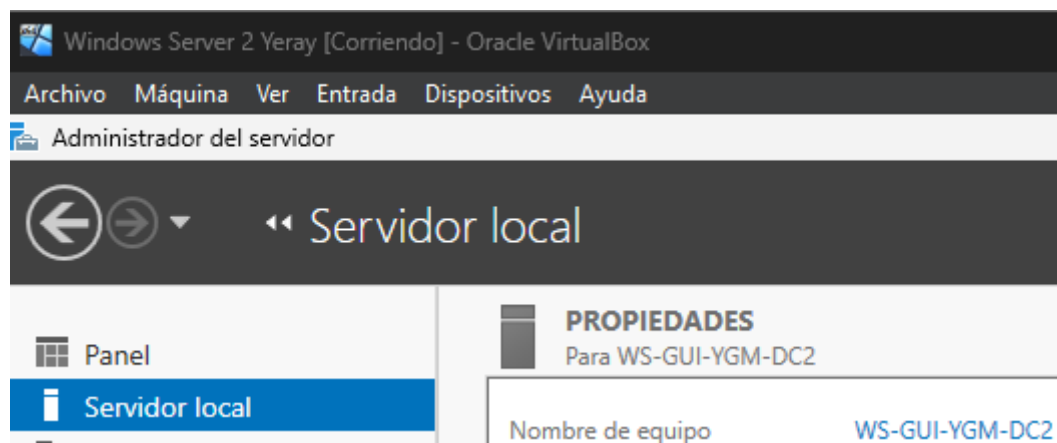 Windows Server 2 Yeray [Corriendo] - Oracle VirtualBox
Archivo Máquina Ver Entrada Dispositivos Ayuda
Administrador del servidor
Servidor local
Panel
Servidor local
PROPIEDADES
Para WS-GUI-YGM-DC2
Nombre de equipo WS-GUI-YGM-DC2